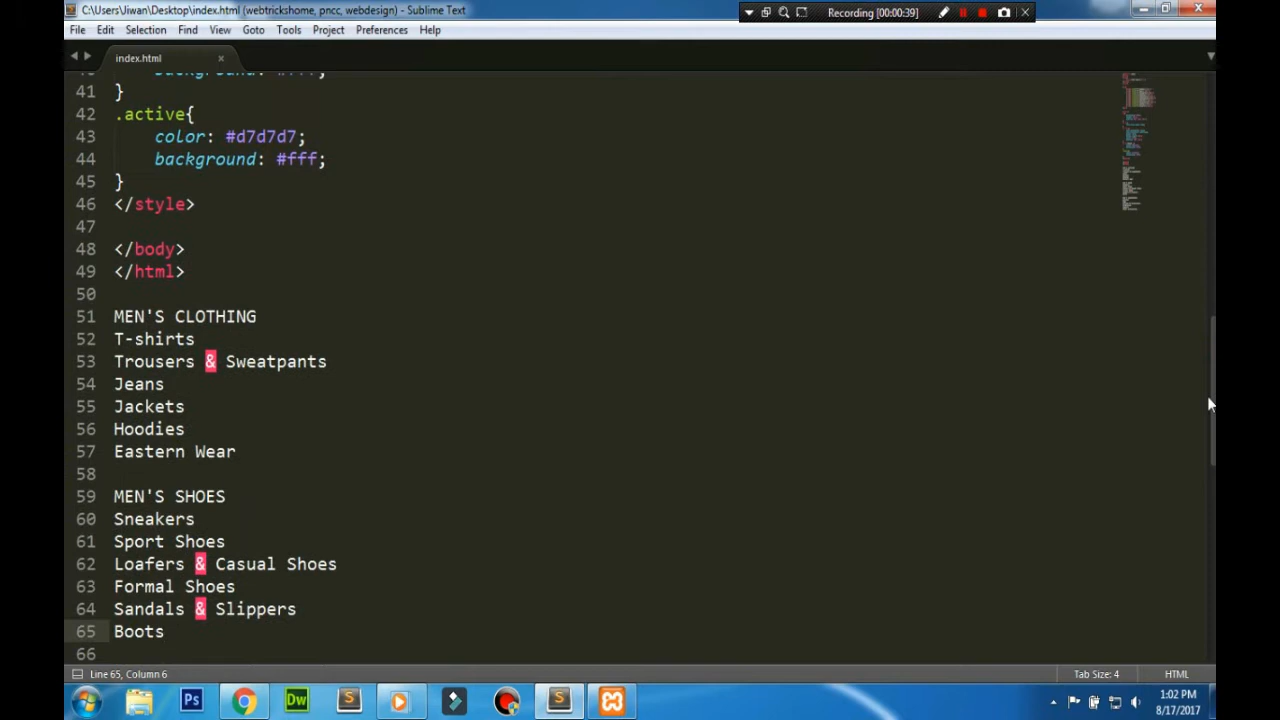 C:\Users\Jiwan\Desktop\index.html (webtrickshome, pncc, webdesign) - Sublime Text
Recording [00:00:39]
File Edit Selection Find View Goto Tools Project Preferences Help
index.html
41 }
42 .active{
43 color: #d7d7d7;
44 background: #fff;
45 }
46 </style>
47
48 </body>
49 </html>
50
51 MEN'S CLOTHING
52 T-shirts
53 Trousers & Sweatpants
54 Jeans
55 Jackets
56 Hoodies
57 Eastern Wear
58
59 MEN'S SHOES
60 Sneakers
61 Sport Shoes
62 Loafers & Casual Shoes
63 Formal Shoes
64 Sandals & Slippers
65 Boots
66
Line 65, Column 6 Tab Size: 4 HTML
Ps Dw S S
1:02 PM
8/17/2017